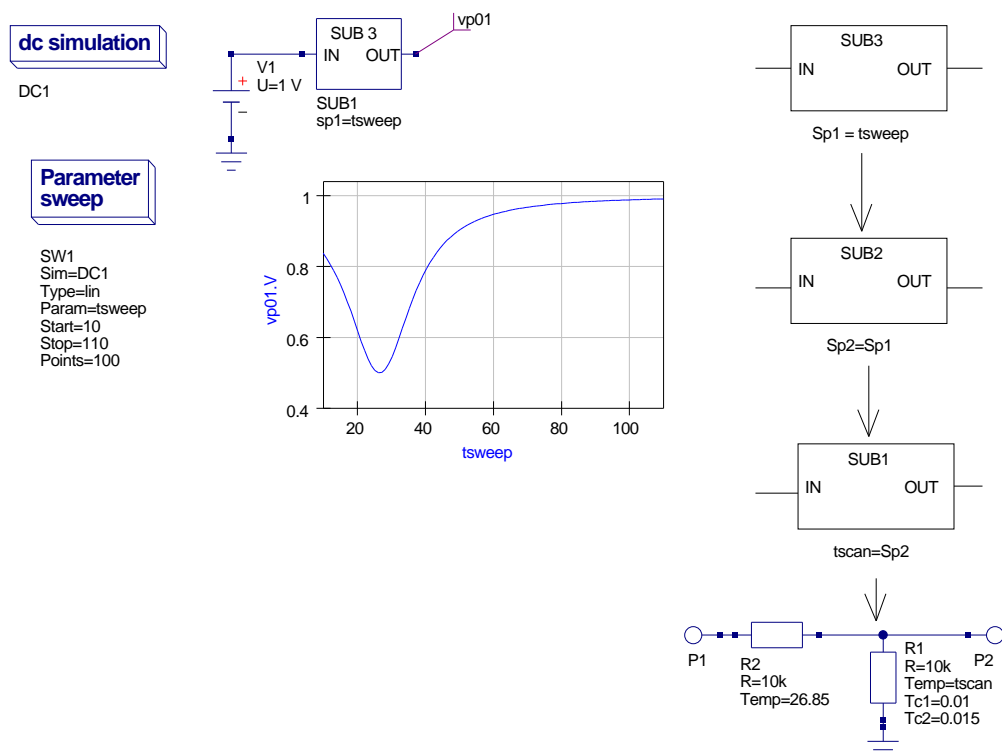 dc simulation
DC1
Parameter
sweep
SW1
Sim=DC1
Type=lin
Param=tsweep
Start=10
Stop=110
Points=100
V1
U=1 V
+
–
SUB 3
IN OUT
SUB1
sp1=tsweep
vp01
1
0.8
0.6
0.4
vp01.V
20 40 60 80 100
tsweep
SUB3
IN OUT
Sp1 = tsweep
SUB2
IN OUT
Sp2=Sp1
SUB1
IN OUT
tscan=Sp2
P1
R2
R=10k
Temp=26.85
R1
R=10k
Temp=tscan
Tc1=0.01
Tc2=0.015
P2